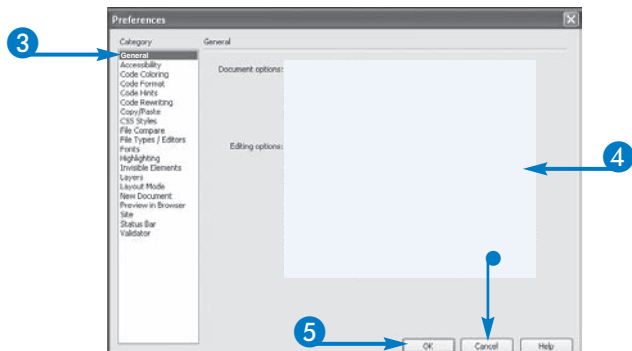 Preferences
Category
General
3
General
Accessibility
Code Coloring
Code Format
Code Hints
Code Rewriting
Copy/Paste
CSS Styles
File Compare
File Types / Editors
Fonts
Highlighting
Invisible Elements
Layers
Layout Mode
New Document
Preview in Browser
Site
Status Bar
Validator
Document options:
Editing options:
4
5
OK
Cancel
Help